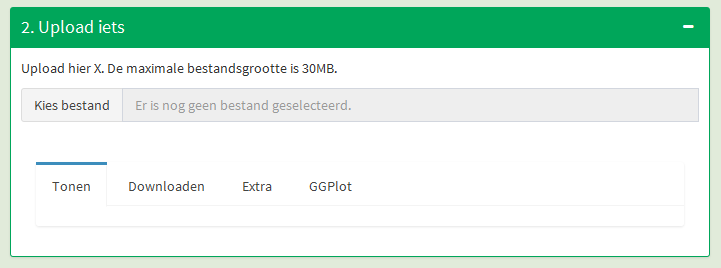 2. Upload iets
Upload hier X. De maximale bestandsgrootte is 30MB.
Kies bestand Er is nog geen bestand geselecteerd.
Tonen Downloaden Extra GGPlot